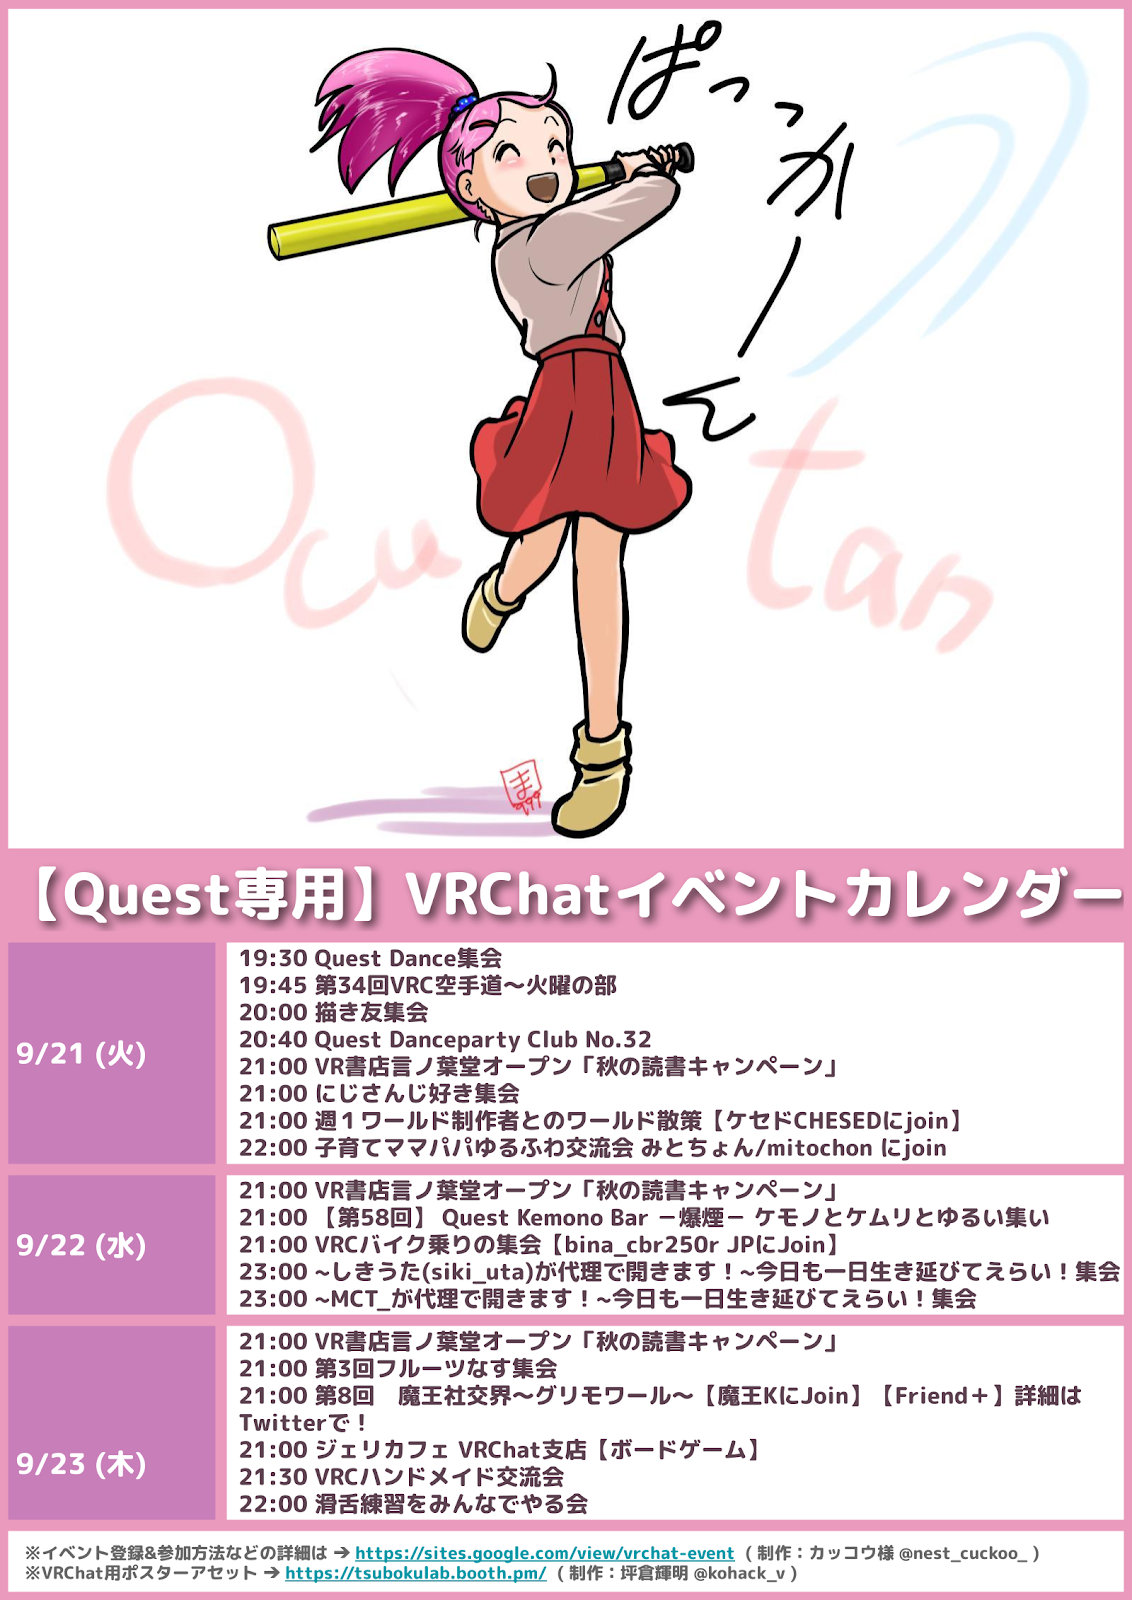 ぱっっかーん
Ocu tan
ま
999
【Quest専用】VRChatイベントカレンダー
9/21 (火)
19:30 Quest Dance集会
19:45 第34回VRC空手道～火曜の部
20:00 描き友集会
20:40 Quest Danceparty Club No.32
21:00 VR書店言ノ葉堂オープン「秋の読書キャンペーン」
21:00 にじさんじ好き集会
21:00 週１ワールド制作者とのワールド散策【ケセドCHESEDにjoin】
22:00 子育てママパパゆるふわ交流会 みとちょん/mitochon にjoin
9/22 (水)
21:00 VR書店言ノ葉堂オープン「秋の読書キャンペーン」
21:00 【第58回】 Quest Kemono Bar －爆煙－ ケモノとケムリとゆるい集い
21:00 VRCバイク乗りの集会【bina_cbr250r JPにJoin】
23:00 ~しきうた(siki_uta)が代理で開きます！~今日も一日生き延びてえらい！集会
23:00 ~MCT_が代理で開きます！~今日も一日生き延びてえらい！集会
9/23 (木)
21:00 VR書店言ノ葉堂オープン「秋の読書キャンペーン」
21:00 第3回フルーツなす集会
21:00 第8回　魔王社交界～グリモワール～【魔王KにJoin】【Friend＋】詳細は
Twitterで！
21:00 ジェリカフェ VRChat支店【ボードゲーム】
21:30 VRCハンドメイド交流会
22:00 滑舌練習をみんなでやる会
※イベント登録&参加方法などの詳細は ➔ https://sites.google.com/view/vrchat-event ( 制作：カッコウ様 @nest_cuckoo_ )
※VRChat用ポスターアセット ➔ https://tsubokulab.booth.pm/ ( 制作：坪倉輝明 @kohack_v )